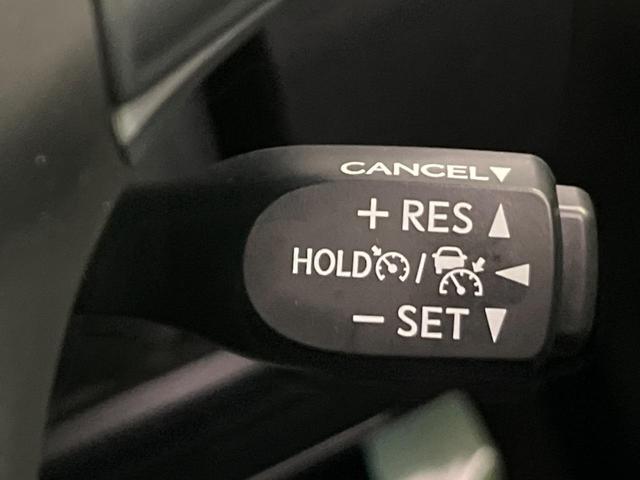 CANCEL▼
+ RES ▲
HOLD / ◀
− SET ▼